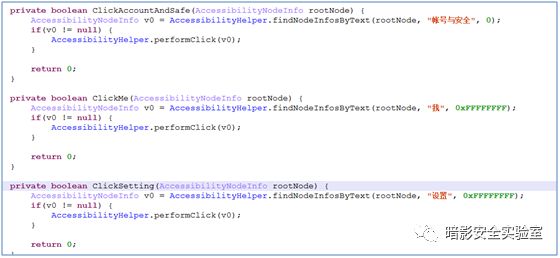 private boolean ClickAccountAndSafe(AccessibilityNodeInfo rootNode) {
AccessibilityNodeInfo v0 = AccessibilityHelper.findNodeInfosByText(rootNode, "帐号与安全", 0);
if(v0 != null) {
AccessibilityHelper.performClick(v0);
}
return 0;
}
private boolean ClickMe(AccessibilityNodeInfo rootNode) {
AccessibilityNodeInfo v0 = AccessibilityHelper.findNodeInfosByText(rootNode, "我", 0xFFFFFFFF);
if(v0 != null) {
AccessibilityHelper.performClick(v0);
}
return 0;
}
private boolean ClickSetting(AccessibilityNodeInfo rootNode) {
AccessibilityNodeInfo v0 = AccessibilityHelper.findNodeInfosByText(rootNode, "设置", 0xFFFFFFFF);
if(v0 != null) {
AccessibilityHelper.performClick(v0);
}
return 0;
}
暗影安全实验室